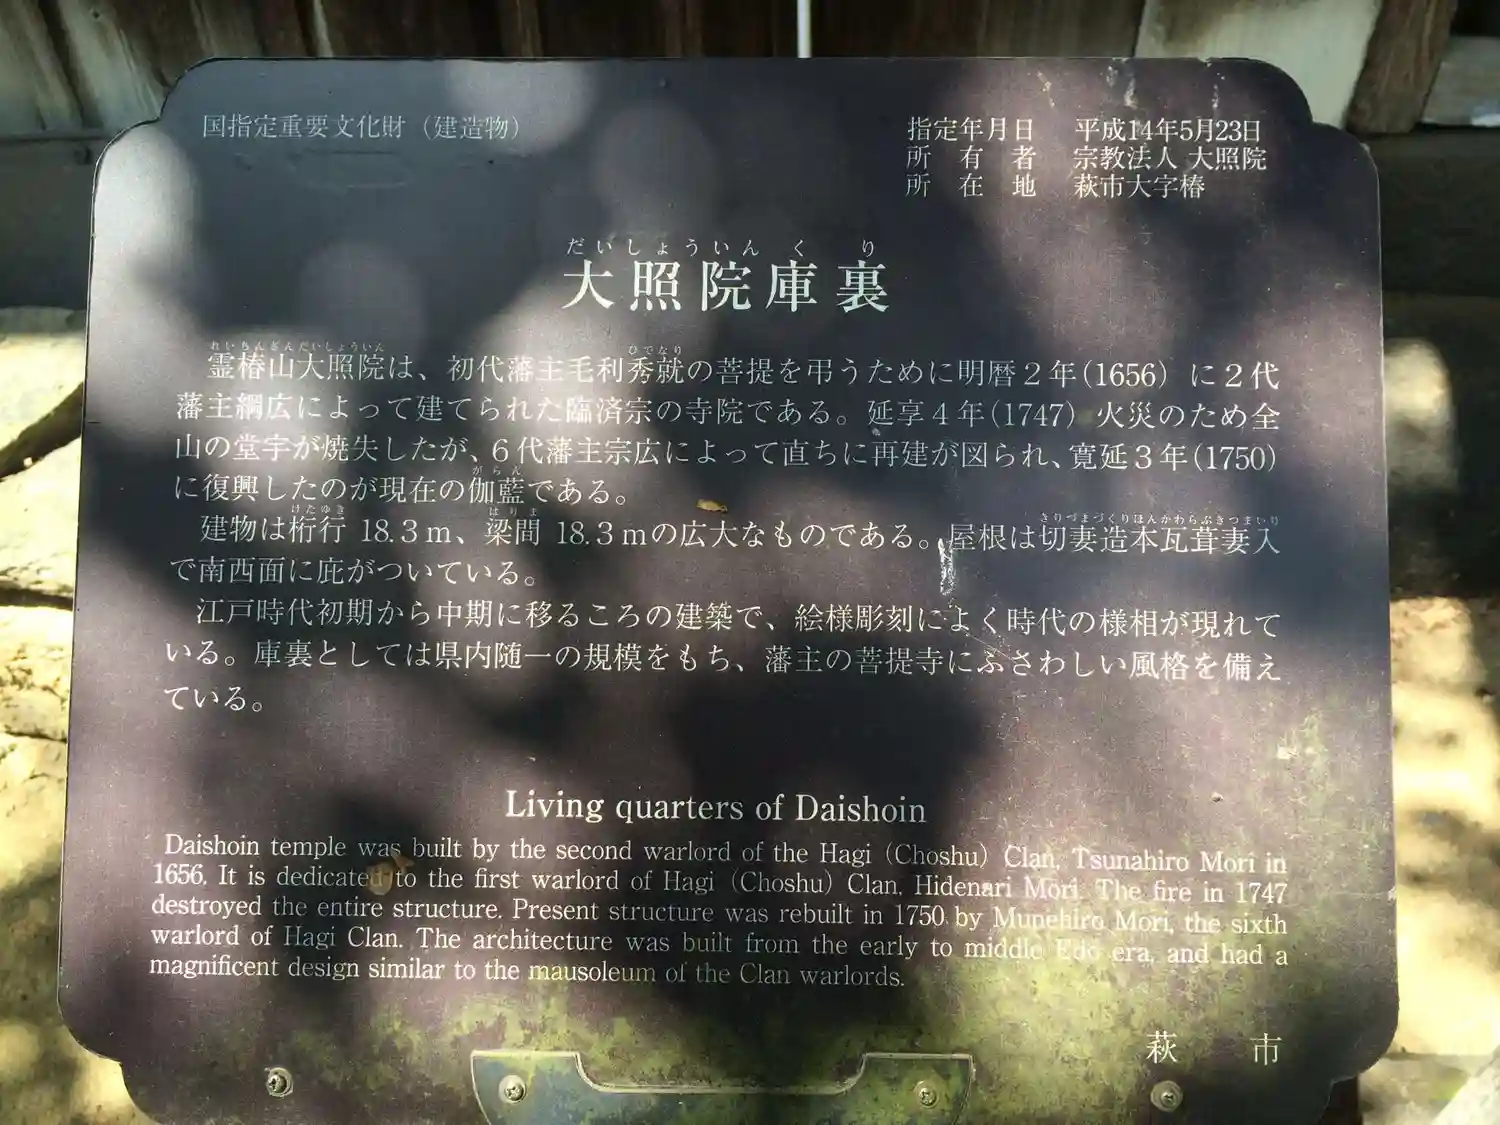 国指定重要文化財（建造物）
指定年月日 平成14年5月23日
所有者 宗教法人 大照院
所在地 萩市大字椿
だいしょういんくり
大照院庫裏
れいちんざんだいしょういん ひでなり
霊椿山大照院は、初代藩主毛利秀就の菩提を弔うために明暦２年(1656) に２代
藩主綱広によって建てられた臨済宗の寺院である。延享４年(1747) 火災のため全
山の堂宇が焼失したが、６代藩主宗広によって直ちに再建が図られ、寛延３年(1750)
がらん
に復興したのが現在の伽藍である。
けたゆき はりま きりづまづくりほんかわらぶきつまいり
建物は桁行 18.3ｍ、梁間 18.3ｍの広大なものである。屋根は切妻造本瓦葺妻入
で南西面に庇がついている。
江戸時代初期から中期に移るころの建築で、絵様彫刻によく時代の様相が現れて
いる。庫裏としては県内随一の規模をもち、藩主の菩提寺にふさわしい風格を備え
ている。
Living quarters of Daishoin
Daishoin temple was built by the second warlord of the Hagi (Choshu) Clan, Tsunahiro Mori in
1656. It is dedicated to the first warlord of Hagi (Choshu) Clan, Hidenari Mori. The fire in 1747
destroyed the entire structure. Present structure was rebuilt in 1750 by Munehiro Mori, the sixth
warlord of Hagi Clan. The architecture was built from the early to middle Edo era, and had a
magnificent design similar to the mausoleum of the Clan warlords.
萩市